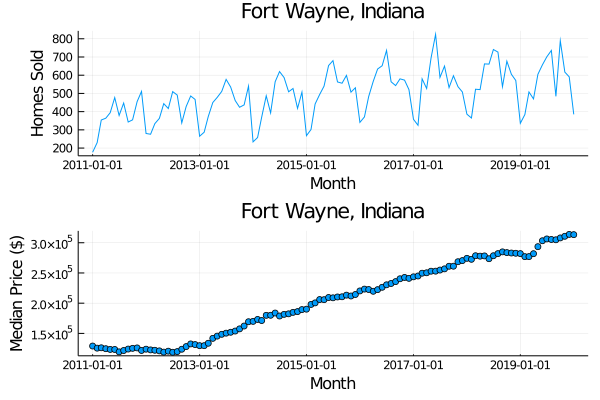 Fort Wayne, Indiana
Homes Sold
800
700
600
500
400
300
200
2011-01-01 2013-01-01 2015-01-01 2017-01-01 2019-01-01
Month
Fort Wayne, Indiana
Median Price ($)
3.0×10⁵
2.5×10⁵
2.0×10⁵
1.5×10⁵
2011-01-01 2013-01-01 2015-01-01 2017-01-01 2019-01-01
Month